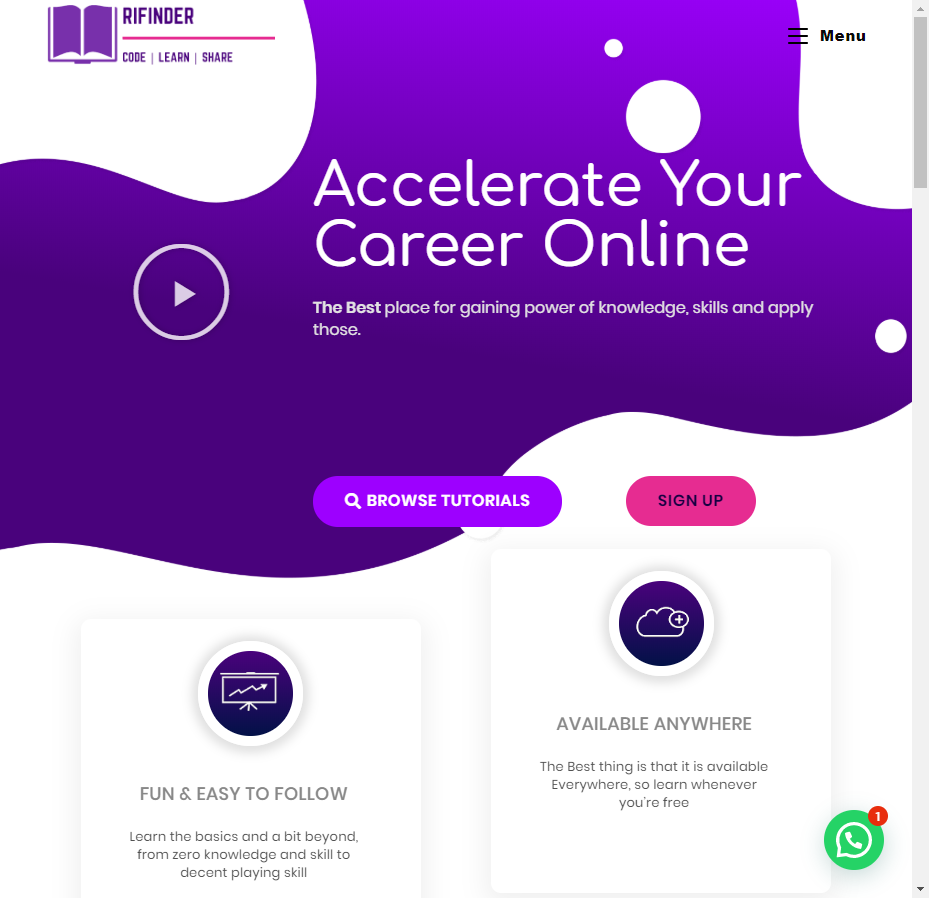 RIFINDER
CODE | LEARN | SHARE
Menu
Accelerate Your
Career Online
The Best place for gaining power of knowledge, skills and apply
those.
BROWSE TUTORIALS
SIGN UP
AVAILABLE ANYWHERE
The Best thing is that it is available
Everywhere, so learn whenever
you're free
FUN & EASY TO FOLLOW
Learn the basics and a bit beyond,
from zero knowledge and skill to
decent playing skill
1